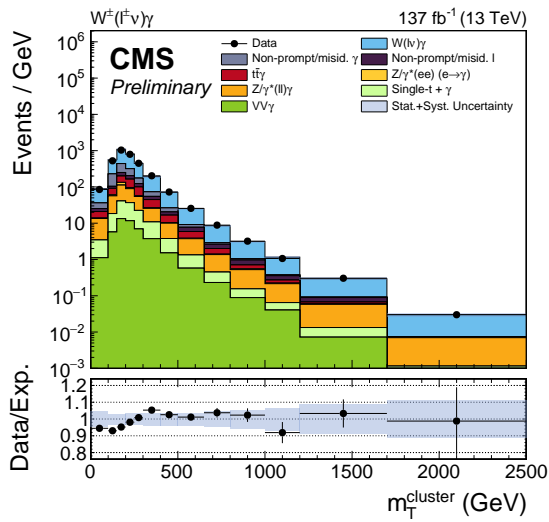 W±(l±ν)γ 137 fb⁻¹ (13 TeV)
CMS
Preliminary
Data
W(lν)γ
Non-prompt/misid. γ
Non-prompt/misid. l
tt̄γ
Z/γ*(ee) (e→γ)
Z/γ*(ll)γ
Single-t + γ
VVγ
Stat.+Syst. Uncertainty
Events / GeV
10⁶
10⁵
10⁴
10³
10²
10
1
10⁻¹
10⁻²
10⁻³
Data/Exp.
1.2
1.1
1
0.9
0.8
0 500 1000 1500 2000 2500
m_T^cluster (GeV)